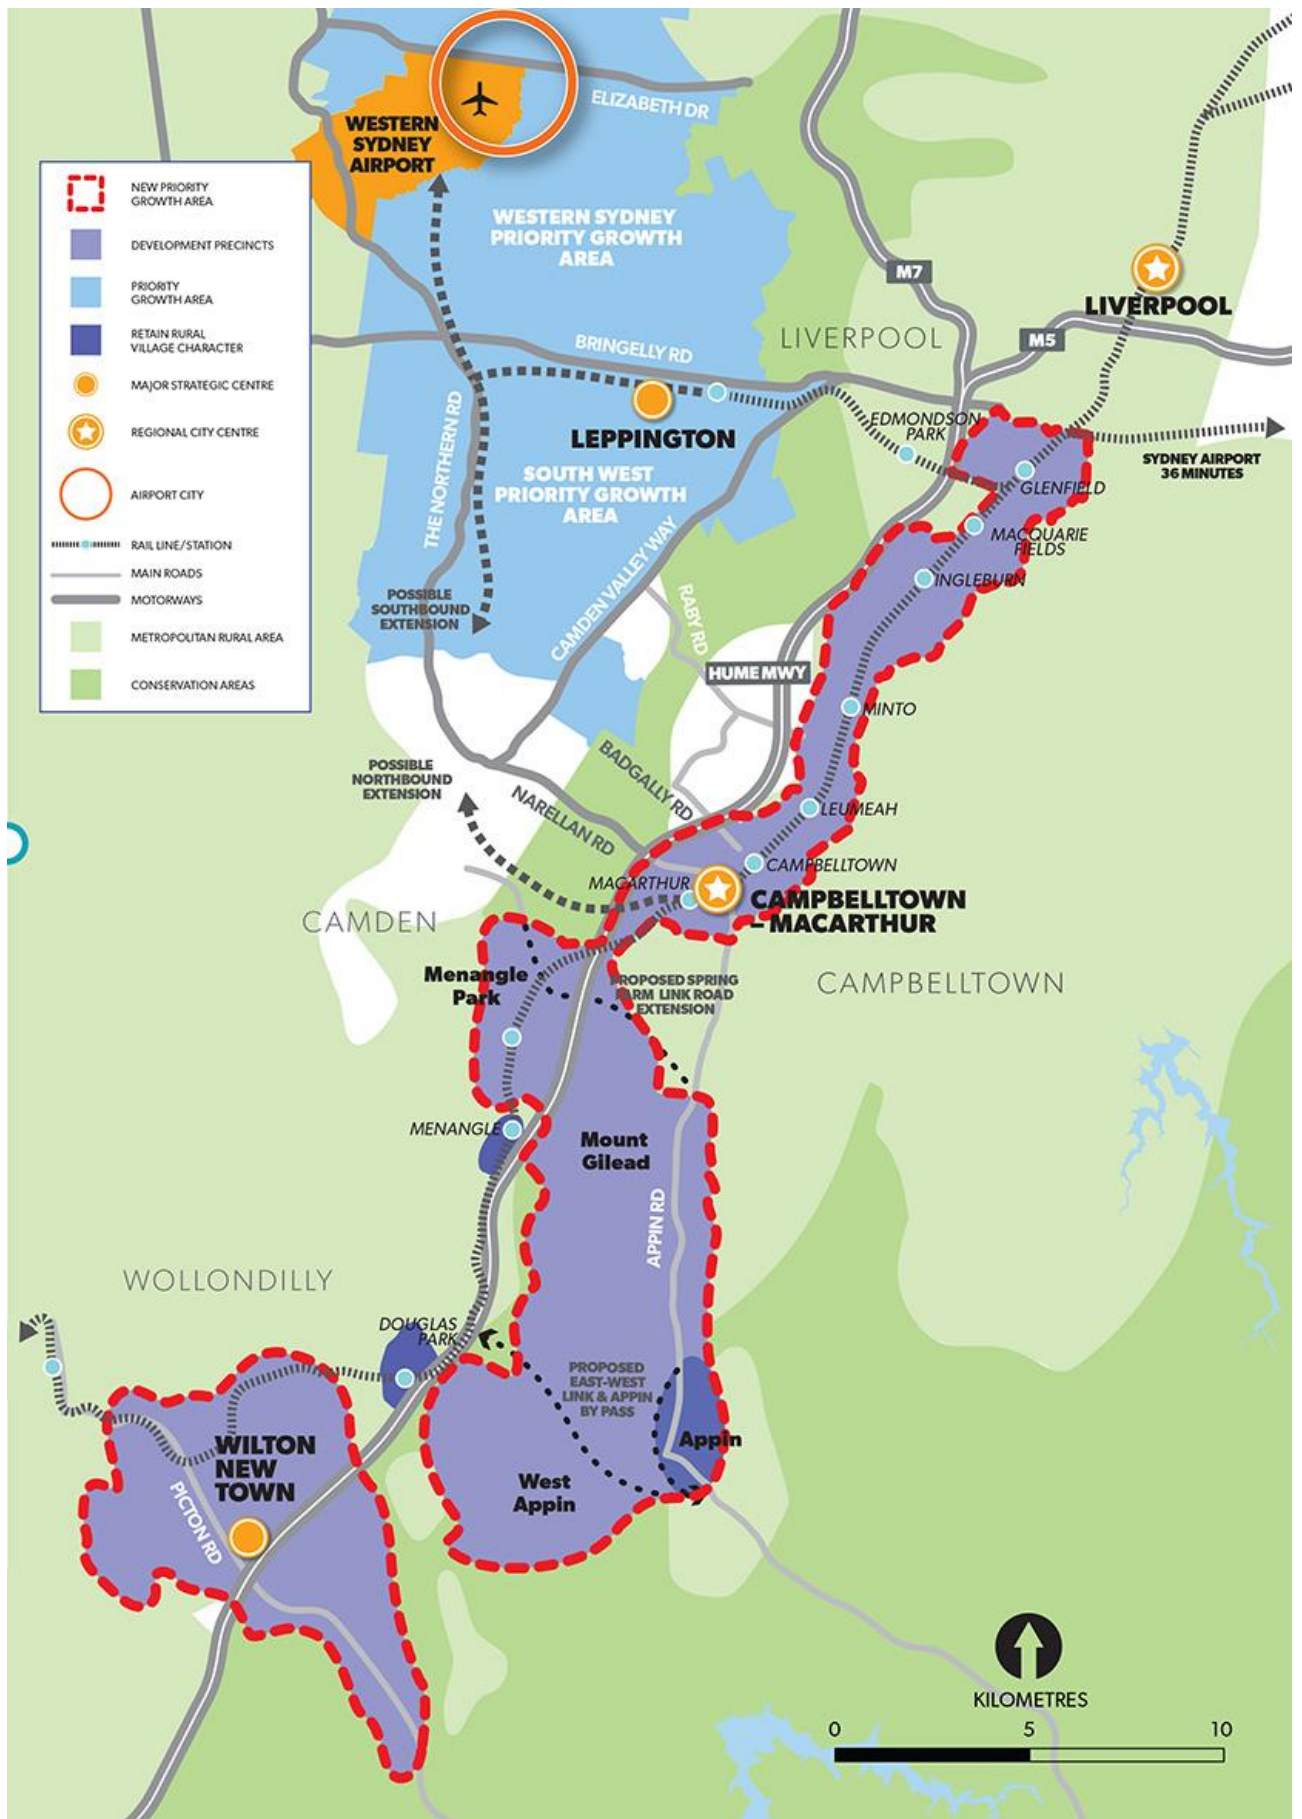 ELIZABETH DR
WESTERN
SYDNEY
AIRPORT
NEW PRIORITY
GROWTH AREA
DEVELOPMENT PRECINCTS
PRIORITY
GROWTH AREA
RETAIN RURAL
VILLAGE CHARACTER
MAJOR STRATEGIC CENTRE
REGIONAL CITY CENTRE
AIRPORT CITY
RAIL LINE/STATION
MAIN ROADS
MOTORWAYS
METROPOLITAN RURAL AREA
CONSERVATION AREAS
WESTERN SYDNEY
PRIORITY GROWTH
AREA
M7
LIVERPOOL
M5
LIVERPOOL
BRINGELLY RD
THE NORTHERN RD
LEPPINGTON
EDMONDSON
PARK
SYDNEY AIRPORT
36 MINUTES
SOUTH WEST
PRIORITY GROWTH
AREA
GLENFIELD
MACQUARIE
FIELDS
INGLEBURN
CAMDEN VALLEY WAY
RABY RD
POSSIBLE
SOUTHBOUND
EXTENSION
HUME MWY
MINTO
POSSIBLE
NORTHBOUND
EXTENSION
BADGALLY RD
NARELLAN RD
LEUMEAH
CAMPBELLTOWN
MACARTHUR
CAMPBELLTOWN
– MACARTHUR
CAMDEN
Menangle
Park
PROPOSED SPRING
FARM LINK ROAD
EXTENSION
CAMPBELLTOWN
MENANGLE
Mount
Gilead
APPIN RD
WOLLONDILLY
DOUGLAS
PARK
PROPOSED
EAST-WEST
LINK & APPIN
BY PASS
Appin
WILTON
NEW
TOWN
West
Appin
PICTON RD
KILOMETRES
0 5 10